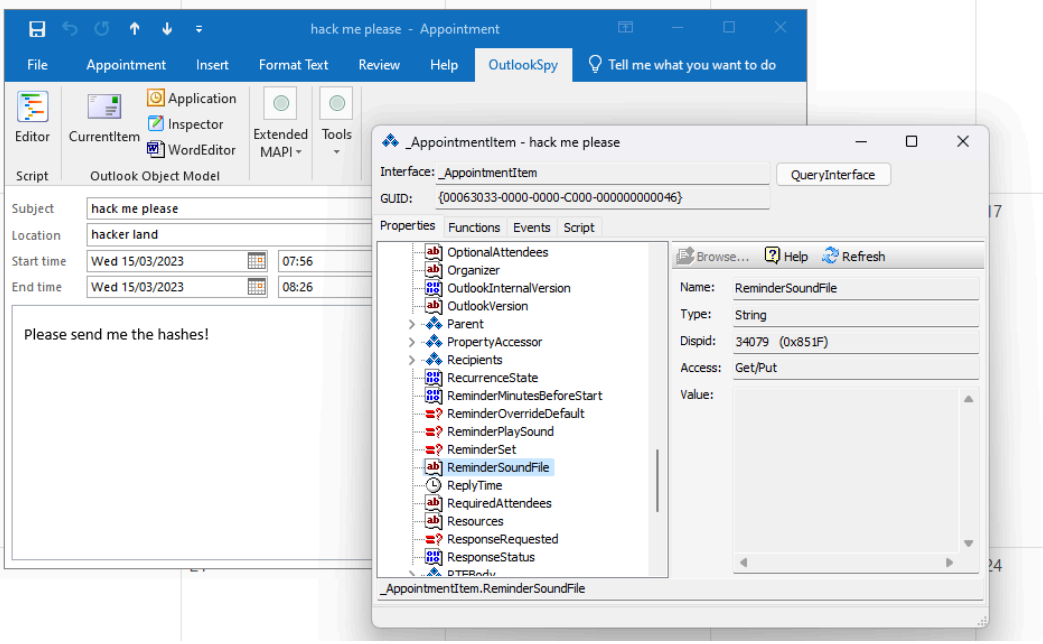 hack me please - Appointment
File Appointment Insert Format Text Review Help OutlookSpy Tell me what you want to do
Editor
CurrentItem
Application
Inspector
WordEditor
Extended MAPI
Tools
Script
Outlook Object Model
Subject hack me please
Location hacker land
Start time Wed 15/03/2023 07:56
End time Wed 15/03/2023 08:26
Please send me the hashes!
_AppointmentItem - hack me please
Interface: _AppointmentItem QueryInterface
GUID: {00063033-0000-0000-C000-000000000046}
Properties Functions Events Script
OptionalAttendees
Organizer
OutlookInternalVersion
OutlookVersion
Parent
PropertyAccessor
Recipients
RecurrenceState
ReminderMinutesBeforeStart
ReminderOverrideDefault
ReminderPlaySound
ReminderSet
ReminderSoundFile
ReplyTime
RequiredAttendees
Resources
ResponseRequested
ResponseStatus
RTFBody
Browse... Help Refresh
Name: ReminderSoundFile
Type: String
Dispid: 34079 (0x851F)
Access: Get/Put
Value:
_AppointmentItem.ReminderSoundFile
17
24